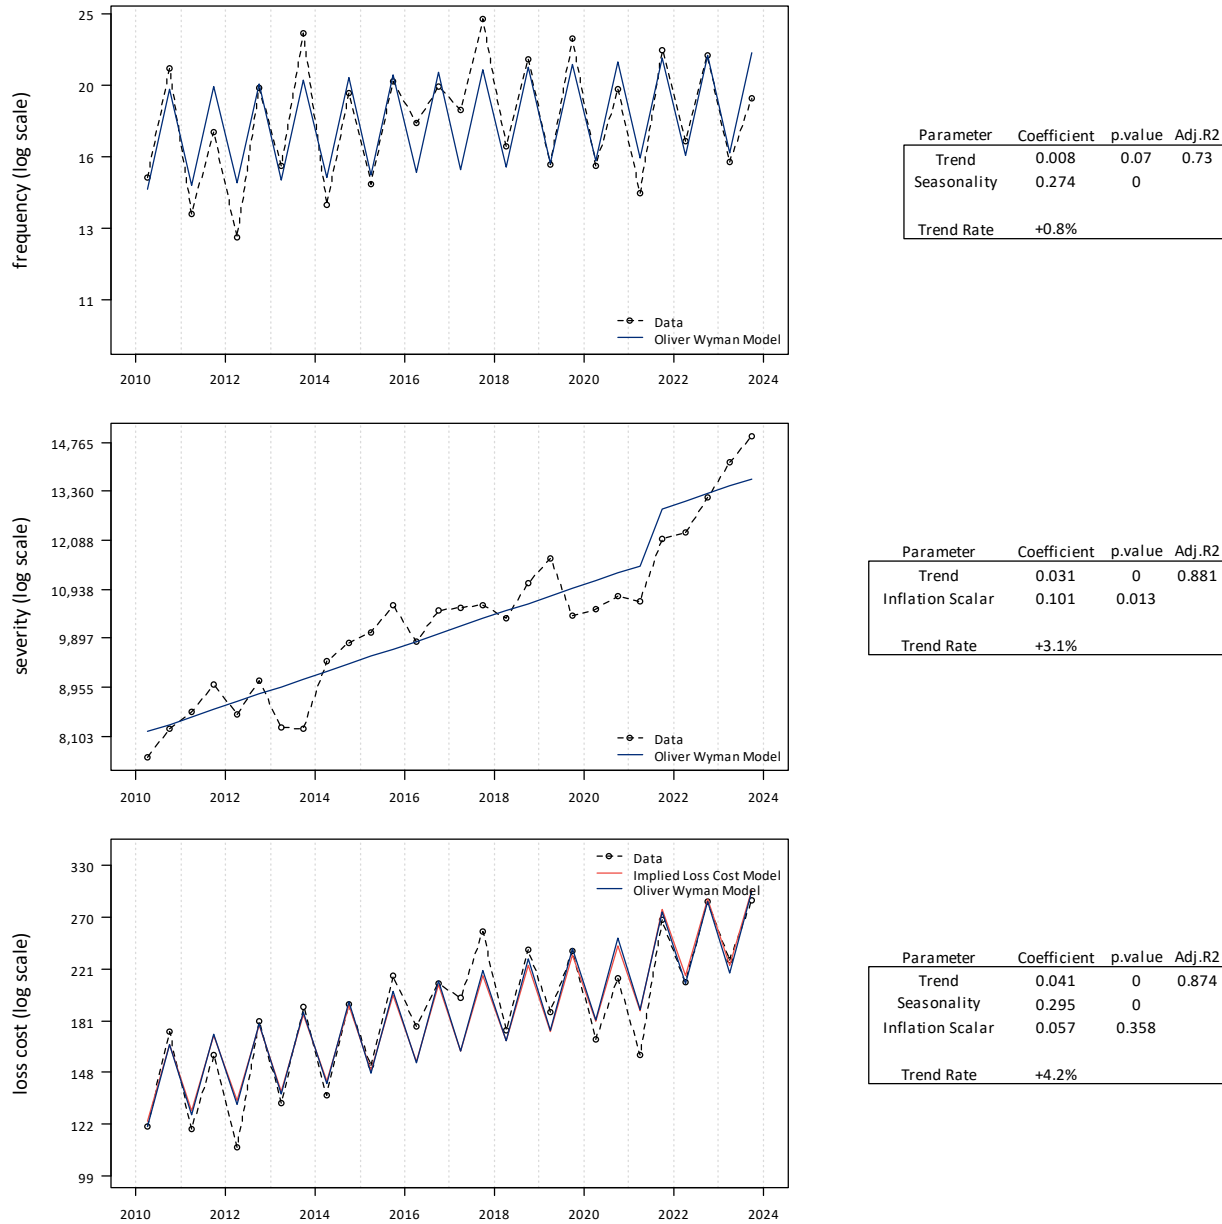 frequency (log scale)
25
20
16
13
11
Data
Oliver Wyman Model
2010 2012 2014 2016 2018 2020 2022 2024
Parameter Coefficient p.value Adj.R2
Trend 0.008 0.07 0.73
Seasonality 0.274 0
Trend Rate +0.8%
severity (log scale)
14,765
13,360
12,088
10,938
9,897
8,955
8,103
Data
Oliver Wyman Model
2010 2012 2014 2016 2018 2020 2022 2024
Parameter Coefficient p.value Adj.R2
Trend 0.031 0 0.881
Inflation Scalar 0.101 0.013
Trend Rate +3.1%
loss cost (log scale)
330
270
221
181
148
122
99
Data
Implied Loss Cost Model
Oliver Wyman Model
2010 2012 2014 2016 2018 2020 2022 2024
Parameter Coefficient p.value Adj.R2
Trend 0.041 0 0.874
Seasonality 0.295 0
Inflation Scalar 0.057 0.358
Trend Rate +4.2%